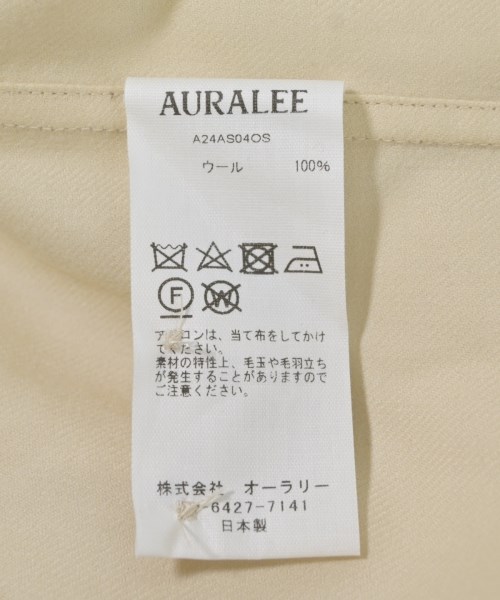 AURALEE
A24AS04OS
ウール 100%
F W
は、当て布をしてかけ
てください。
素材の特性上、毛玉や毛羽立ち
が発生することがありますので
ご注意ください。
株式会社 オーラリー
-6427-7141
日本製